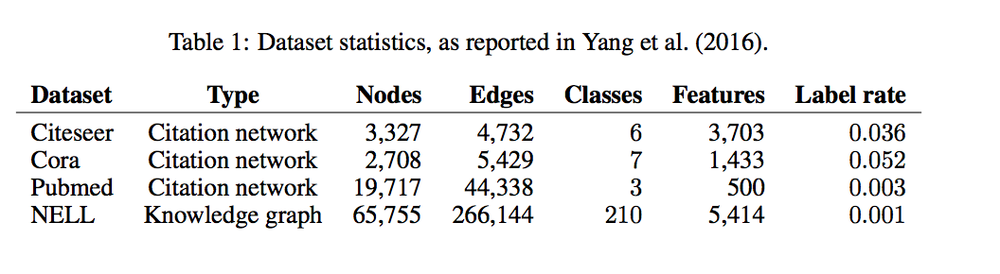 Table 1: Dataset statistics, as reported in Yang et al. (2016).
Dataset Type Nodes Edges Classes Features Label rate
Citeseer Citation network 3,327 4,732 6 3,703 0.036
Cora Citation network 2,708 5,429 7 1,433 0.052
Pubmed Citation network 19,717 44,338 3 500 0.003
NELL Knowledge graph 65,755 266,144 210 5,414 0.001